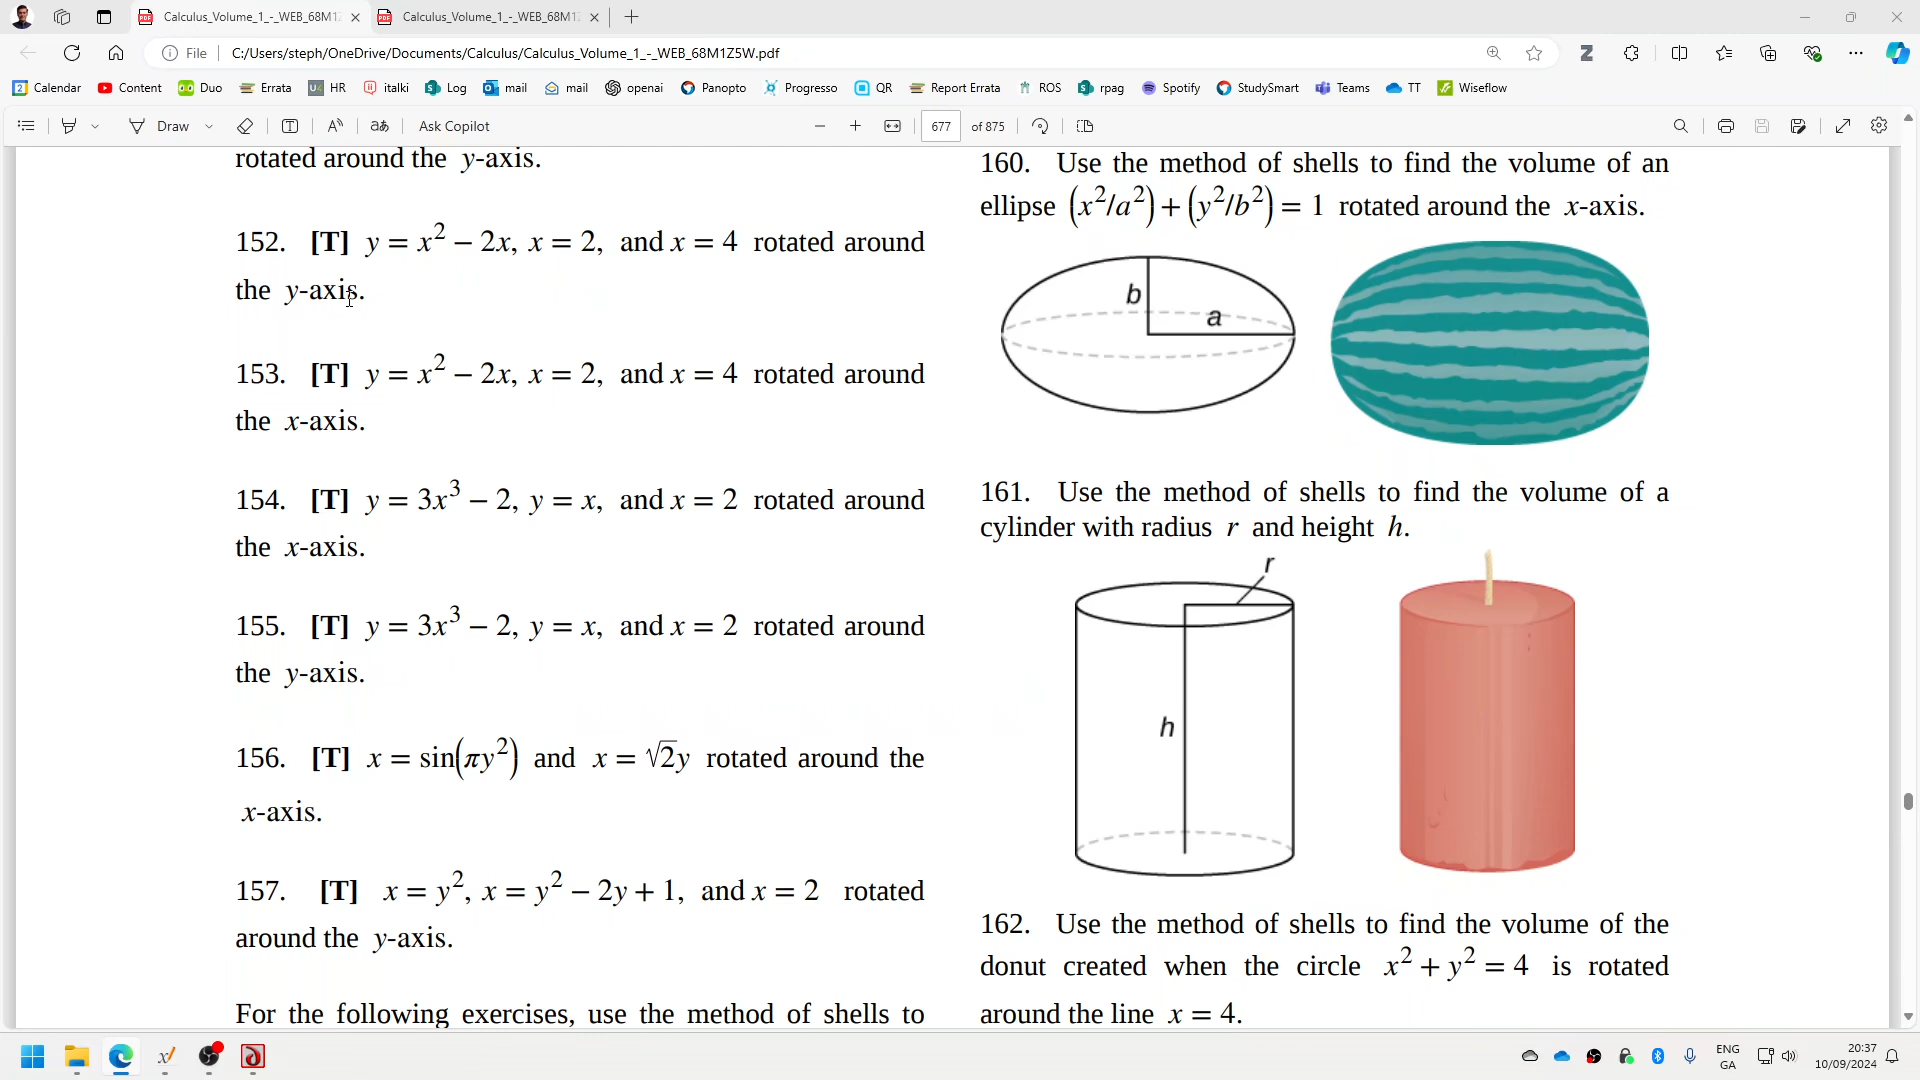 Calculus_Volume_1_-_WEB_68M1Z
Calculus_Volume_1_-_WEB_68M1
File
C:/Users/steph/OneDrive/Documents/Calculus/Calculus_Volume_1_-_WEB_68M1Z5W.pdf
Calendar Content Duo Errata HR italki Log mail mail openai Panopto Progresso QR Report Errata ROS rpag Spotify StudySmart Teams TT Wiseflow
Draw Ask Copilot 677 of 875
rotated around the y-axis.
152. [T] y = x² − 2x, x = 2, and x = 4 rotated around
the y-axis.
153. [T] y = x² − 2x, x = 2, and x = 4 rotated around
the x-axis.
154. [T] y = 3x³ − 2, y = x, and x = 2 rotated around
the x-axis.
155. [T] y = 3x³ − 2, y = x, and x = 2 rotated around
the y-axis.
156. [T] x = sin(πy²) and x = √2y rotated around the
x-axis.
157. [T] x = y², x = y² − 2y + 1, and x = 2 rotated
around the y-axis.
For the following exercises, use the method of shells to
160. Use the method of shells to find the volume of an
ellipse (x²/a²) + (y²/b²) = 1 rotated around the x-axis.
b
a
161. Use the method of shells to find the volume of a
cylinder with radius r and height h.
r
h
162. Use the method of shells to find the volume of the
donut created when the circle x² + y² = 4 is rotated
around the line x = 4.
ENG
GA
20:37
10/09/2024